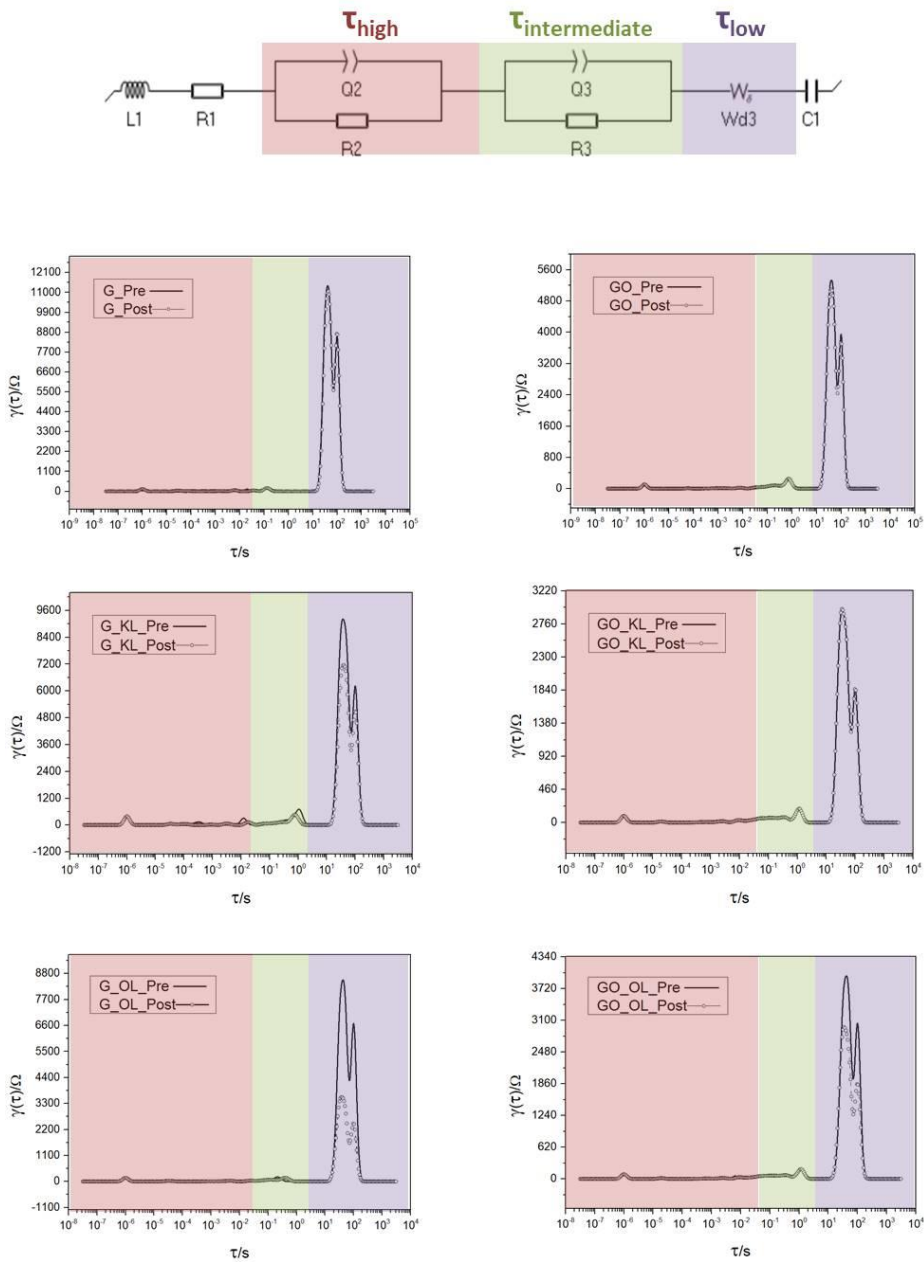 τhigh τintermediate τlow
L1 R1 Q2 R2 Q3 R3 Wd3 C1
G_Pre
G_Post
γ(τ)/Ω
12100
11000
9900
8800
7700
6600
5500
4400
3300
2200
1100
0
10⁻⁹ 10⁻⁸ 10⁻⁷ 10⁻⁶ 10⁻⁵ 10⁻⁴ 10⁻³ 10⁻² 10⁻¹ 10⁰ 10¹ 10² 10³ 10⁴ 10⁵
τ/s
GO_Pre
GO_Post
γ(τ)/Ω
5600
4800
4000
3200
2400
1600
800
0
10⁻⁹ 10⁻⁸ 10⁻⁷ 10⁻⁶ 10⁻⁵ 10⁻⁴ 10⁻³ 10⁻² 10⁻¹ 10⁰ 10¹ 10² 10³ 10⁴ 10⁵
τ/s
G_KL_Pre
G_KL_Post
γ(τ)/Ω
9600
8400
7200
6000
4800
3600
2400
1200
0
-1200
10⁻⁸ 10⁻⁷ 10⁻⁶ 10⁻⁵ 10⁻⁴ 10⁻³ 10⁻² 10⁻¹ 10⁰ 10¹ 10² 10³ 10⁴
τ/s
GO_KL_Pre
GO_KL_Post
γ(τ)/Ω
3220
2760
2300
1840
1380
920
460
0
10⁻⁸ 10⁻⁷ 10⁻⁶ 10⁻⁵ 10⁻⁴ 10⁻³ 10⁻² 10⁻¹ 10⁰ 10¹ 10² 10³ 10⁴
τ/s
G_OL_Pre
G_OL_Post
γ(τ)/Ω
8800
7700
6600
5500
4400
3300
2200
1100
0
-1100
10⁻⁸ 10⁻⁷ 10⁻⁶ 10⁻⁵ 10⁻⁴ 10⁻³ 10⁻² 10⁻¹ 10⁰ 10¹ 10² 10³ 10⁴
τ/s
GO_OL_Pre
GO_OL_Post
γ(τ)/Ω
4340
3720
3100
2480
1860
1240
620
0
10⁻⁸ 10⁻⁷ 10⁻⁶ 10⁻⁵ 10⁻⁴ 10⁻³ 10⁻² 10⁻¹ 10⁰ 10¹ 10² 10³ 10⁴
τ/s